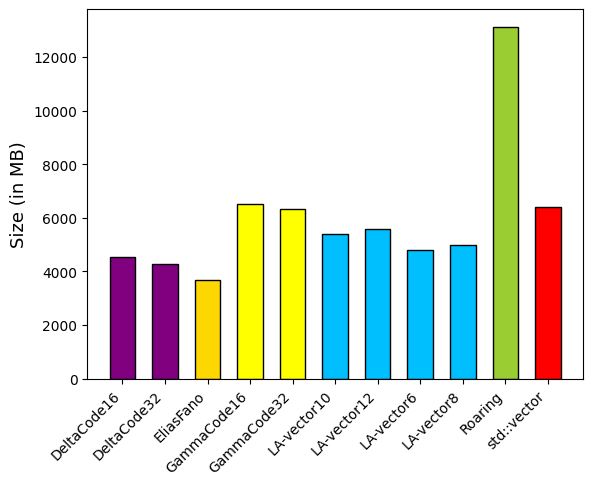 Size (in MB)
12000
10000
8000
6000
4000
2000
0
DeltaCode16
DeltaCode32
EliasFano
GammaCode16
GammaCode32
LA-vector10
LA-vector12
LA-vector6
LA-vector8
Roaring
std::vector